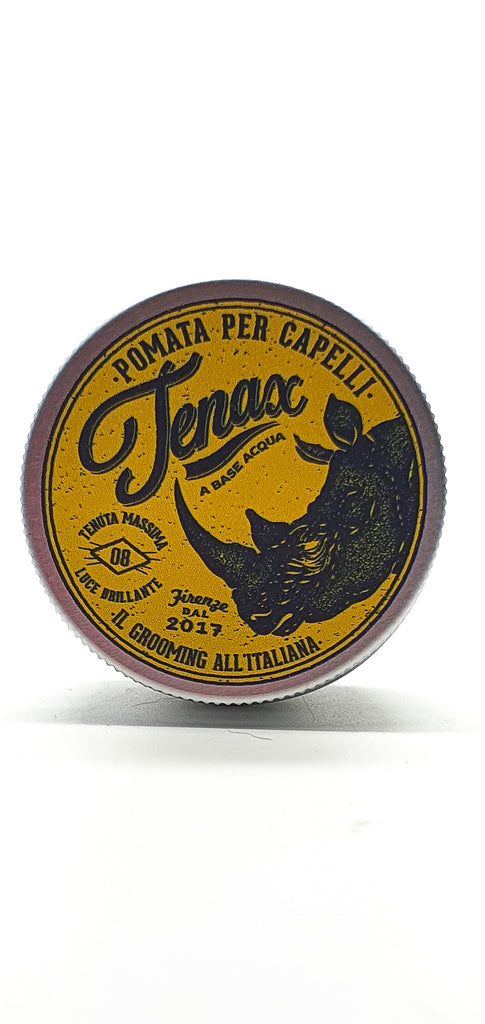 · POMATA PER CAPELLI ·
Tenax
A BASE ACQUA
TENUTA MASSIMA
08
LUCE BRILLANTE
Firenze
DAL
2017
· IL GROOMING ALL'ITALIANA ·